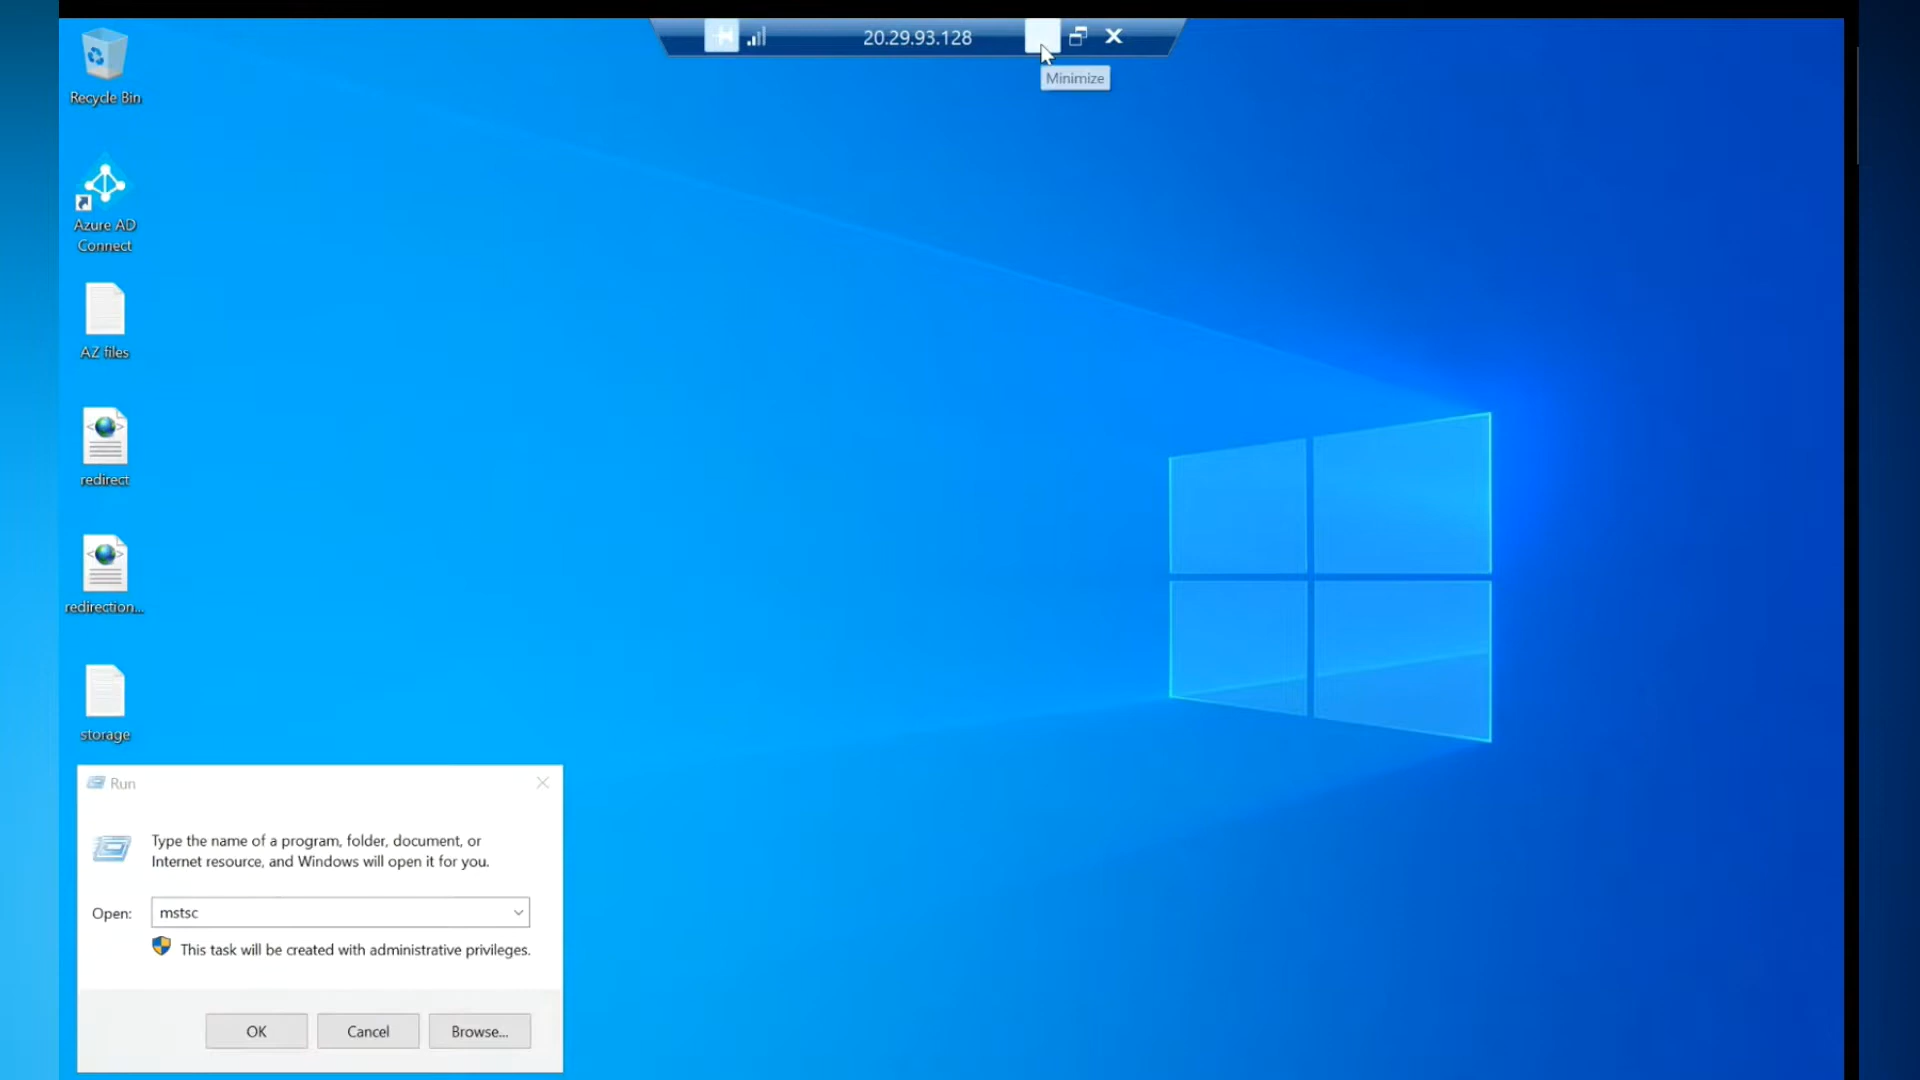 20.29.93.128
Minimize
Recycle Bin
Azure AD
Connect
AZ files
redirect
redirection...
storage
Run
Type the name of a program, folder, document, or
Internet resource, and Windows will open it for you.
Open: mstsc
This task will be created with administrative privileges.
OK Cancel Browse...